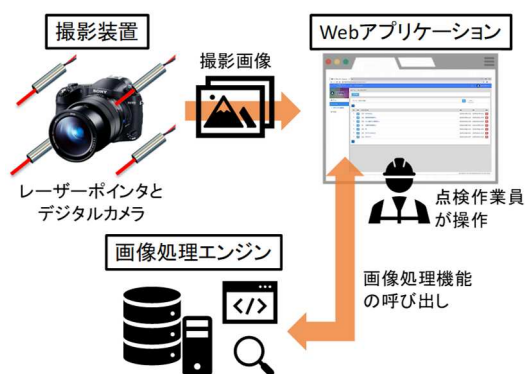 撮影装置
撮影画像
Webアプリケーション
SONY
レーザーポインタと
デジタルカメラ
点検作業員
が操作
画像処理エンジン
画像処理機能
の呼び出し
</>